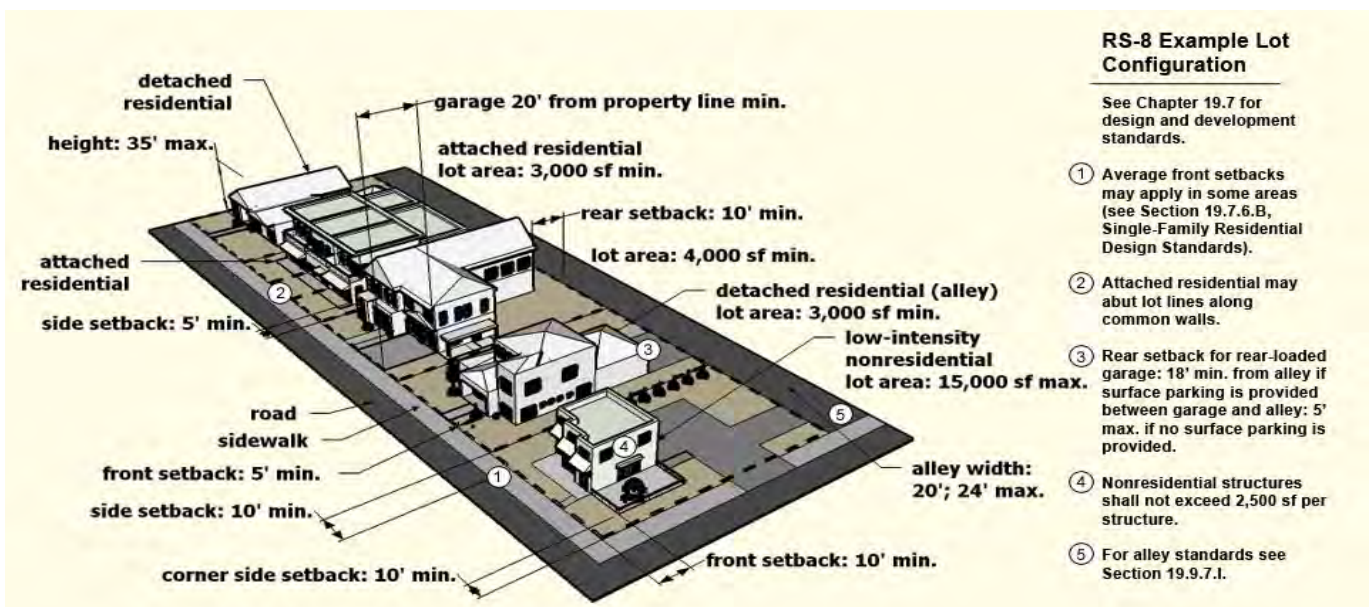 detached
residential
height: 35' max.
garage 20' from property line min.
attached residential
lot area: 3,000 sf min.
rear setback: 10' min.
lot area: 4,000 sf min.
attached
residential
detached residential (alley)
lot area: 3,000 sf min.
2
side setback: 5' min.
low-intensity
nonresidential
lot area: 15,000 sf max.
3
road
sidewalk
5
4
front setback: 5' min.
1
alley width:
20'; 24' max.
side setback: 10' min.
front setback: 10' min.
corner side setback: 10' min.
RS-8 Example Lot
Configuration
See Chapter 19.7 for
design and development
standards.
1 Average front setbacks
may apply in some areas
(see Section 19.7.6.B,
Single-Family Residential
Design Standards).
2 Attached residential may
abut lot lines along
common walls.
3 Rear setback for rear-loaded
garage: 18' min. from alley if
surface parking is provided
between garage and alley: 5'
max. if no surface parking is
provided.
4 Nonresidential structures
shall not exceed 2,500 sf per
structure.
5 For alley standards see
Section 19.9.7.I.